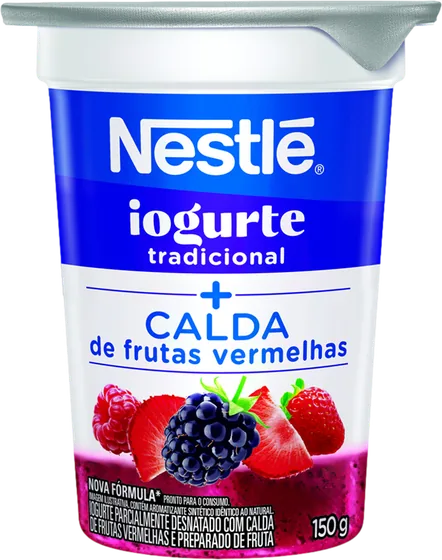 Nestlé®
iogurte
tradicional
+
CALDA
de frutas vermelhas
NOVA FÓRMULA* PRONTO PARA O CONSUMO.
IMAGEM ILUSTRATIVA. CONTÉM AROMATIZANTE SINTÉTICO IDÊNTICO AO NATURAL.
IOGURTE PARCIALMENTE DESNATADO COM CALDA
DE FRUTAS VERMELHAS E PREPARADO DE FRUTA
150 g